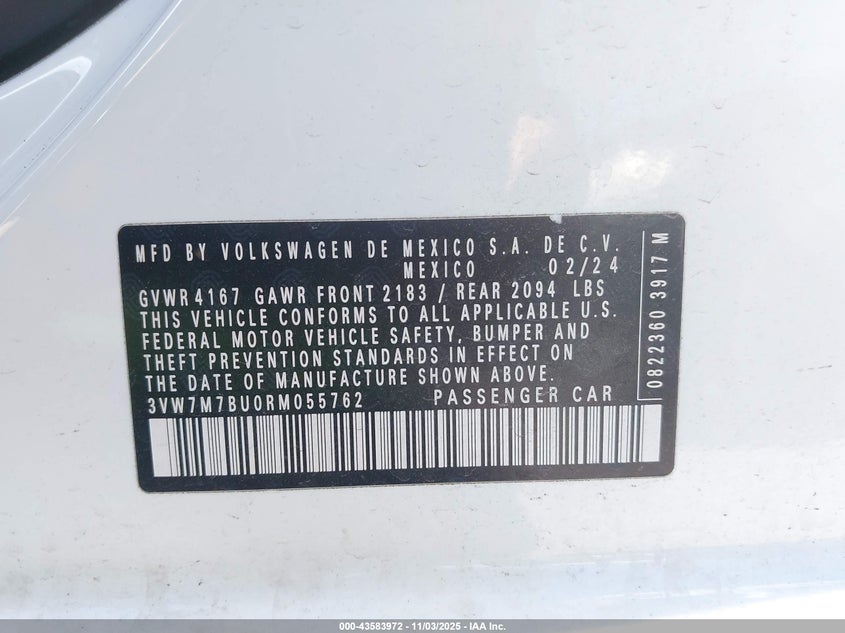 MFD BY VOLKSWAGEN DE MEXICO S.A. DE C.V.
MEXICO 02/24
GVWR 4167 GAWR FRONT 2183 / REAR 2094 LBS
THIS VEHICLE CONFORMS TO ALL APPLICABLE U.S.
FEDERAL MOTOR VEHICLE SAFETY, BUMPER AND
THEFT PREVENTION STANDARDS IN EFFECT ON
THE DATE OF MANUFACTURE SHOWN ABOVE.
3VW7M7BU0RM055762 PASSENGER CAR
0822360 3917 M
000-43583972 - 11/03/2025 - IAA Inc.